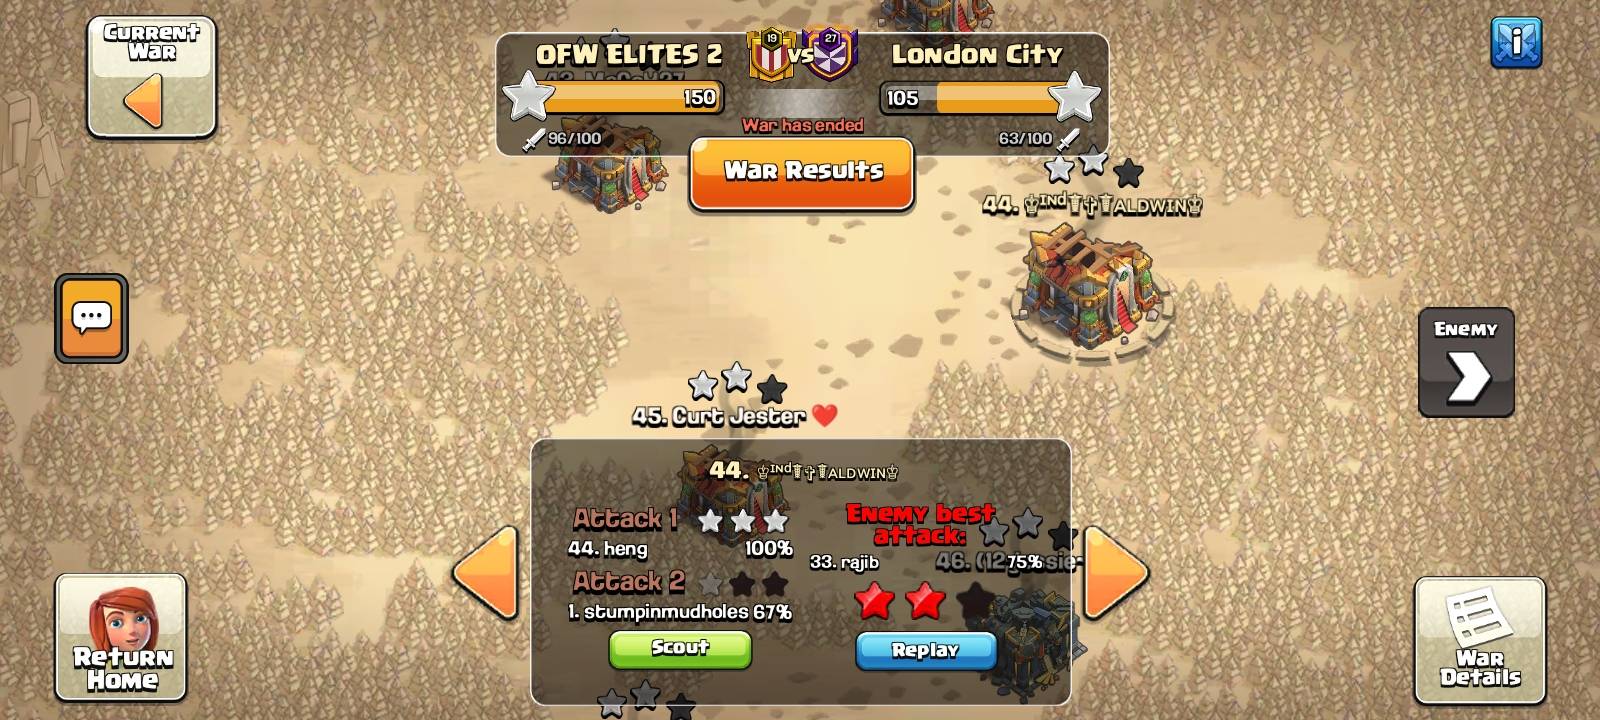 Current
War
OFW ELITES 2
19
vs
27
London City
150
105
War has ended
96/100
63/100
War Results
44. ♔ᴵᴺᵈ☤✞☤ALDWIN♔
Enemy
45. Curt Jester ❤️
44. ♔ᴵᴺᵈ☤✞☤ALDWIN♔
Attack 1
44. heng 100%
Attack 2
1. stumpinmudholes 67%
Scout
Enemy best
attack:
33. rajib 75%
Replay
Return
Home
War
Details